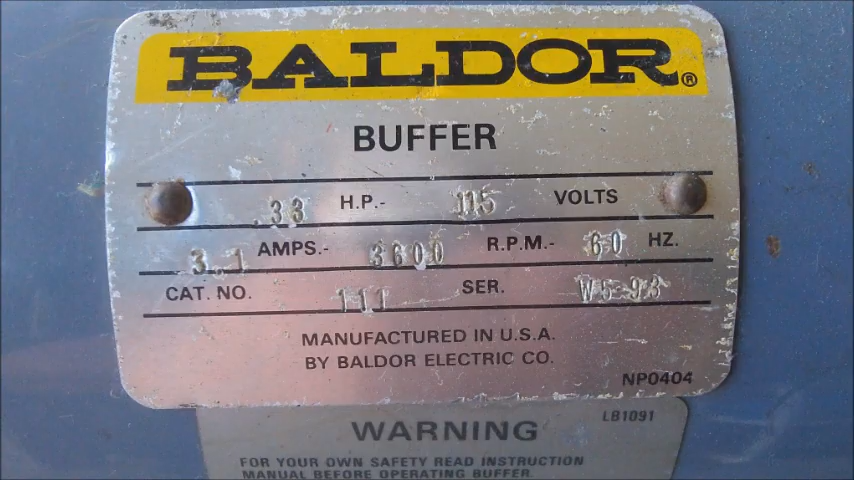 BALDOR®
BUFFER
.33 H.P.- 115 VOLTS
3.1 AMPS.- 3600 R.P.M.- 60 HZ.
CAT. NO. 111 SER. W5-93
MANUFACTURED IN U.S.A.
BY BALDOR ELECTRIC CO.
NP0404
LB1091
WARNING
FOR YOUR OWN SAFETY READ INSTRUCTION
MANUAL BEFORE OPERATING BUFFER